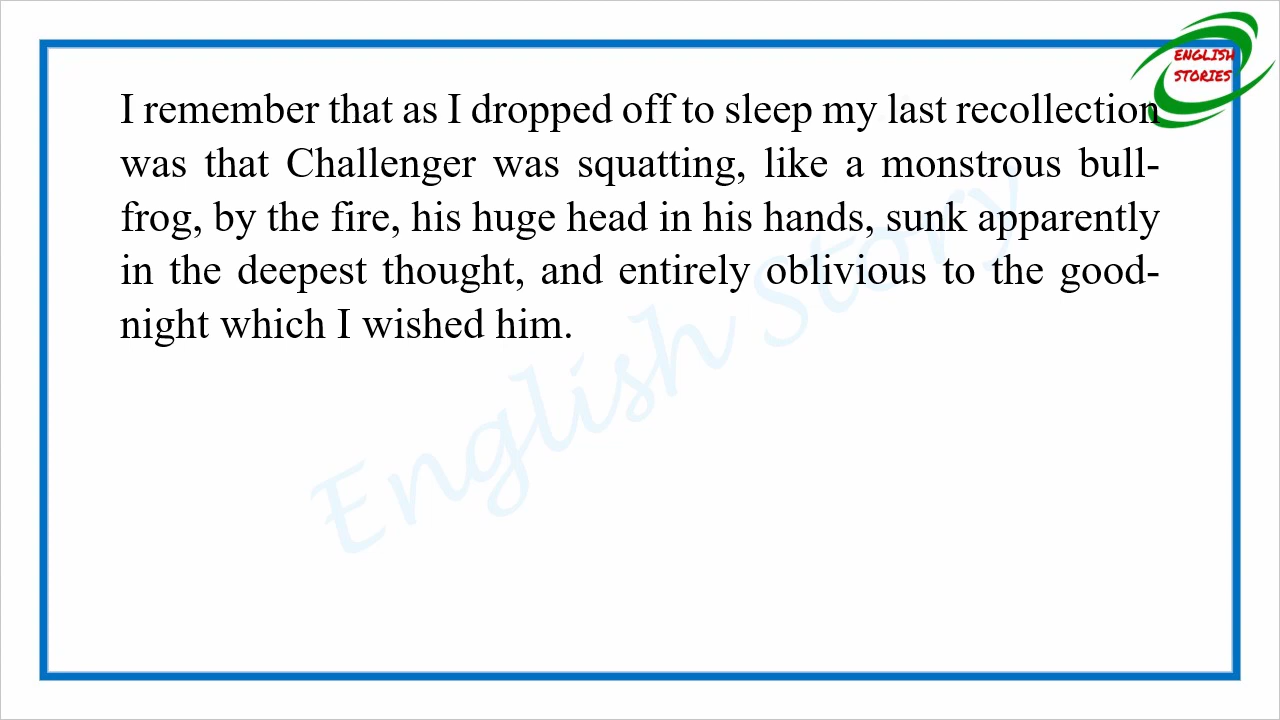 ENGLISH
STORIES
I remember that as I dropped off to sleep my last recollection
was that Challenger was squatting, like a monstrous bull-
frog, by the fire, his huge head in his hands, sunk apparently
in the deepest thought, and entirely oblivious to the good-
night which I wished him.
English Story